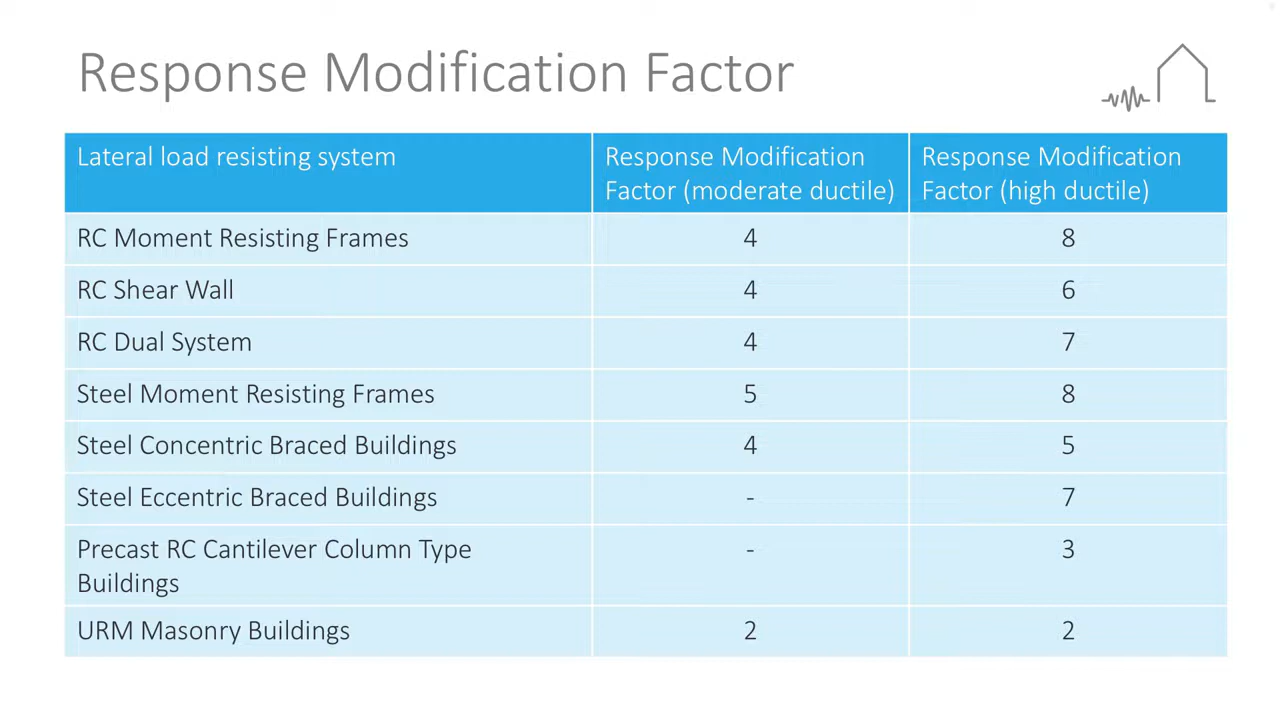 Response Modification Factor
Lateral load resisting system
Response Modification Factor (moderate ductile)
Response Modification Factor (high ductile)
RC Moment Resisting Frames 4 8
RC Shear Wall 4 6
RC Dual System 4 7
Steel Moment Resisting Frames 5 8
Steel Concentric Braced Buildings 4 5
Steel Eccentric Braced Buildings - 7
Precast RC Cantilever Column Type
Buildings - 3
URM Masonry Buildings 2 2